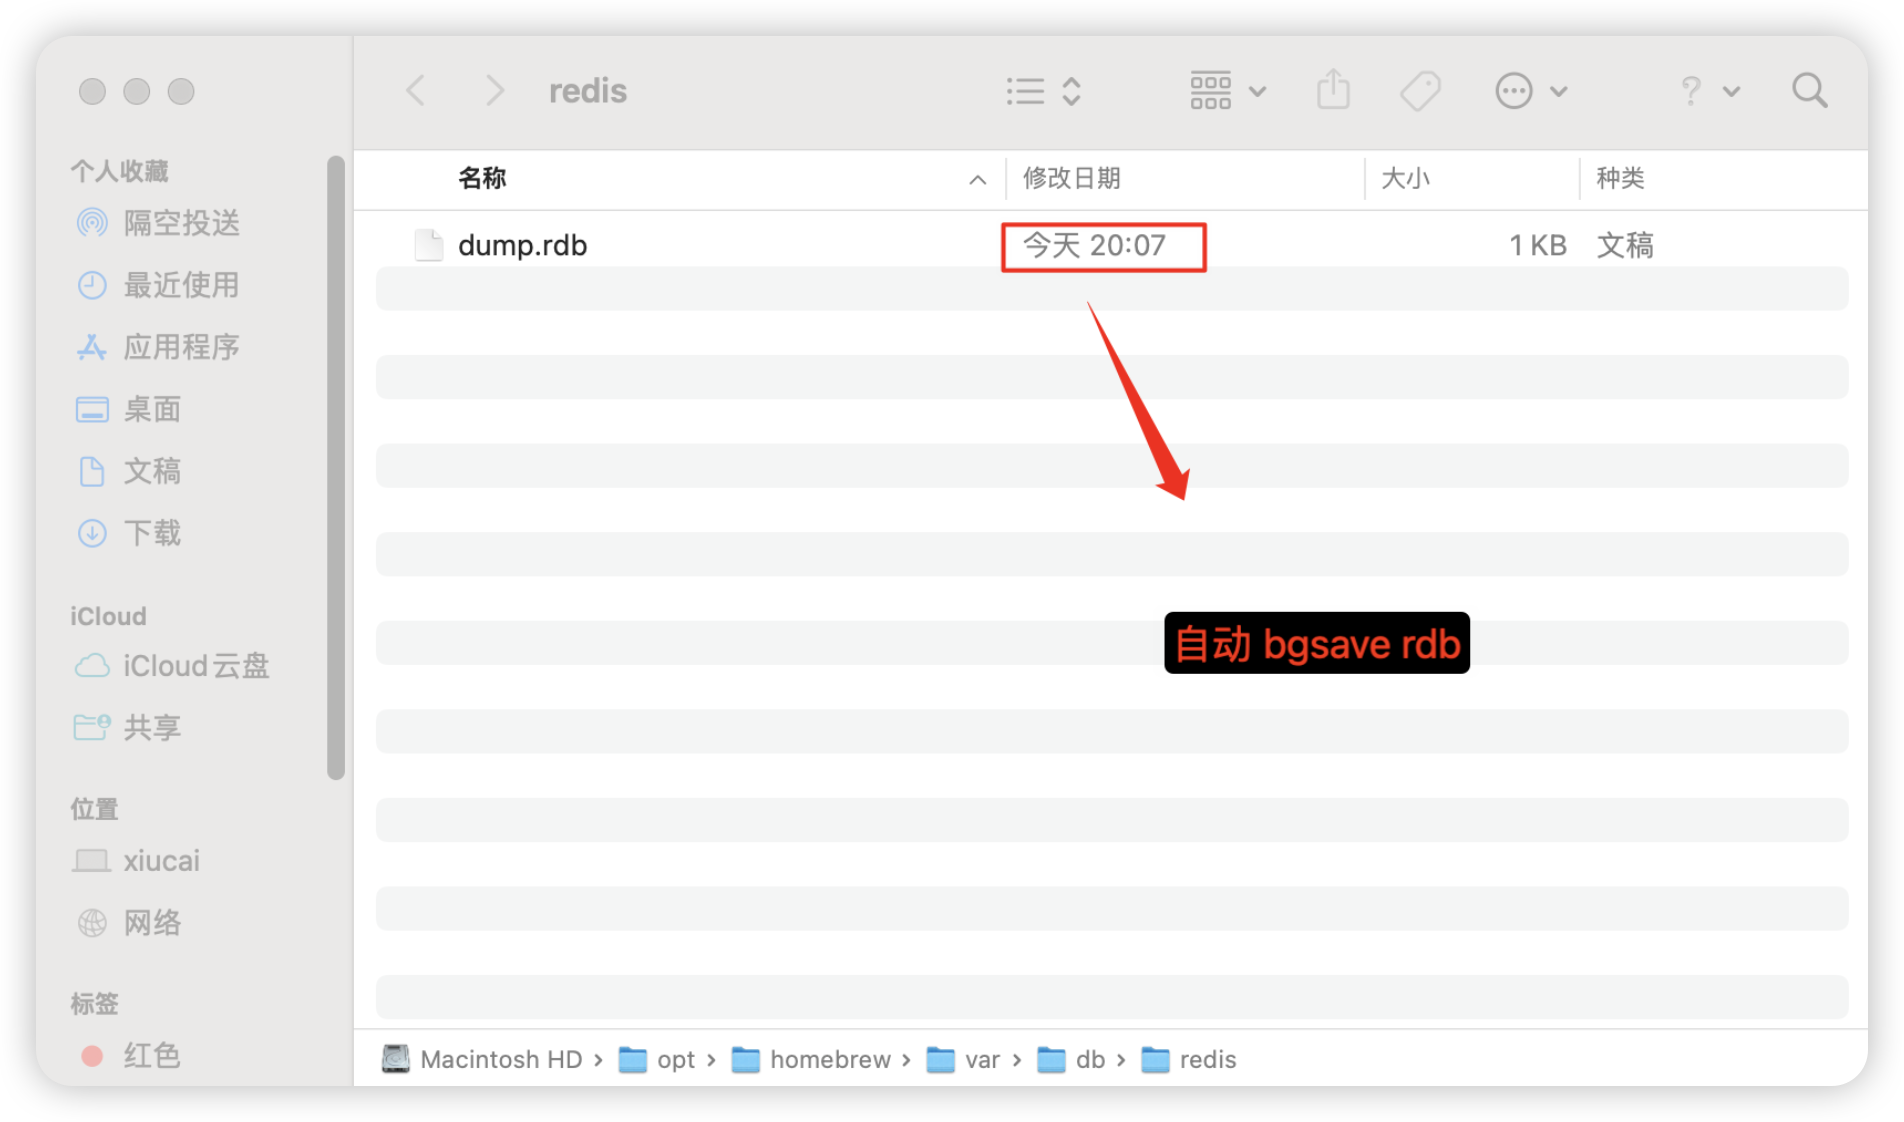 redis
个人收藏
隔空投送
最近使用
应用程序
桌面
文稿
下载
iCloud
iCloud云盘
共享
位置
xiucai
网络
标签
红色
名称 修改日期 大小 种类
dump.rdb 今天 20:07 1 KB 文稿
自动 bgsave rdb
Macintosh HD › opt › homebrew › var › db › redis